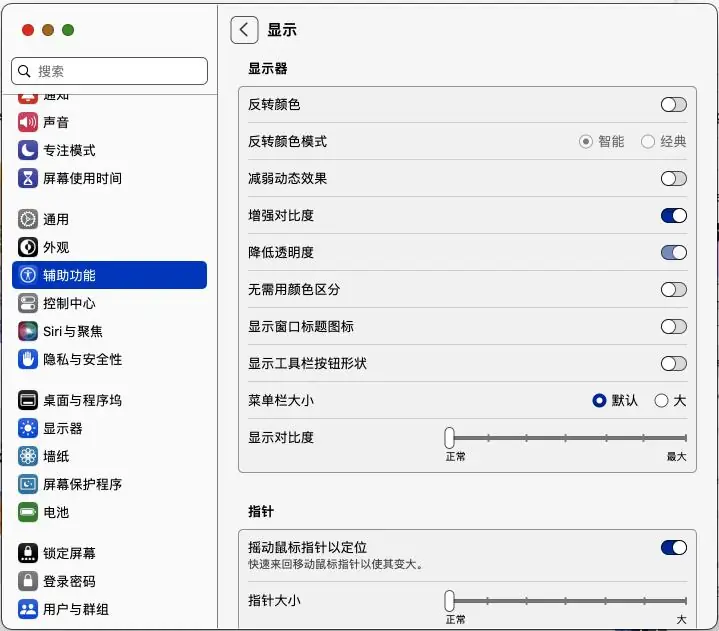 搜索
通知
声音
专注模式
屏幕使用时间
通用
外观
辅助功能
控制中心
Siri与聚焦
隐私与安全性
桌面与程序坞
显示器
墙纸
屏幕保护程序
电池
锁定屏幕
登录密码
用户与群组
显示
显示器
反转颜色
反转颜色模式 智能 经典
减弱动态效果
增强对比度
降低透明度
无需用颜色区分
显示窗口标题图标
显示工具栏按钮形状
菜单栏大小 默认 大
显示对比度
正常 最大
指针
摇动鼠标指针以定位
快速来回移动鼠标指针以使其变大。
指针大小
正常 大